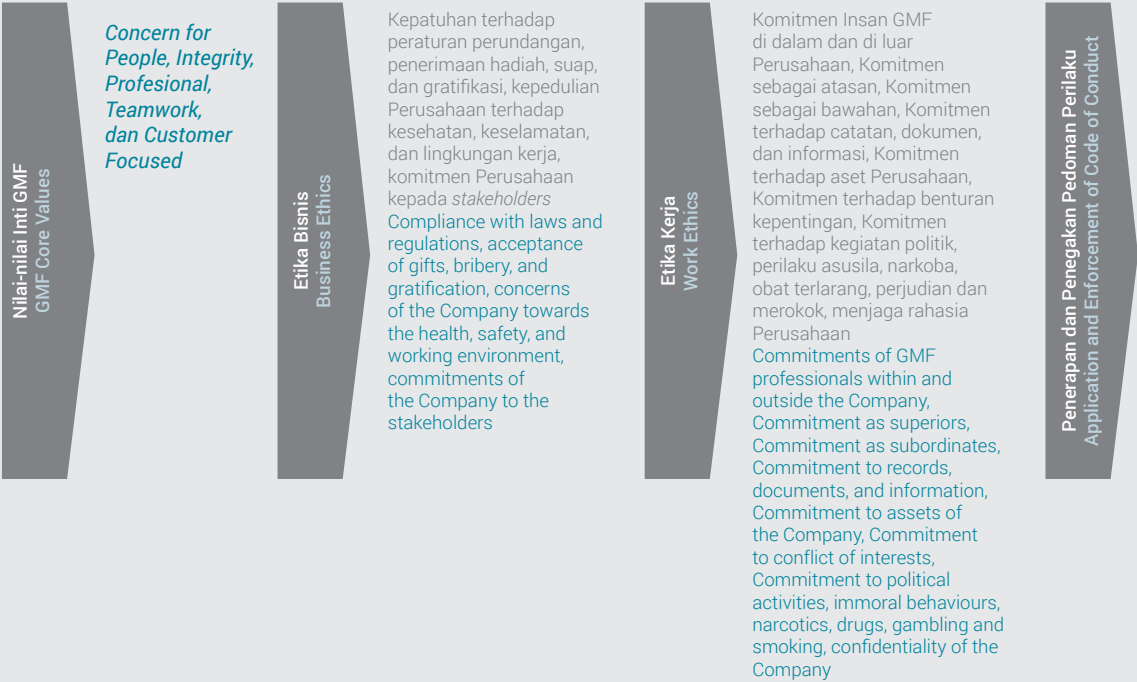 Nilai-nilai Inti GMF
GMF Core Values
Concern for
People, Integrity,
Profesional,
Teamwork,
dan Customer
Focused
Etika Bisnis
Business Ethics
Kepatuhan terhadap
peraturan perundangan,
penerimaan hadiah, suap,
dan gratifikasi, kepedulian
Perusahaan terhadap
kesehatan, keselamatan,
dan lingkungan kerja,
komitmen Perusahaan
kepada stakeholders
Compliance with laws and
regulations, acceptance
of gifts, bribery, and
gratification, concerns
of the Company towards
the health, safety, and
working environment,
commitments of
the Company to the
stakeholders
Etika Kerja
Work Ethics
Komitmen Insan GMF
di dalam dan di luar
Perusahaan, Komitmen
sebagai atasan, Komitmen
sebagai bawahan, Komitmen
terhadap catatan, dokumen,
dan informasi, Komitmen
terhadap aset Perusahaan,
Komitmen terhadap benturan
kepentingan, Komitmen
terhadap kegiatan politik,
perilaku asusila, narkoba,
obat terlarang, perjudian dan
merokok, menjaga rahasia
Perusahaan
Commitments of GMF
professionals within and
outside the Company,
Commitment as superiors,
Commitment as subordinates,
Commitment to records,
documents, and information,
Commitment to assets of
the Company, Commitment
to conflict of interests,
Commitment to political
activities, immoral behaviours,
narcotics, drugs, gambling and
smoking, confidentiality of the
Company
Penerapan dan Penegakan Pedoman Perilaku
Application and Enforcement of Code of Conduct